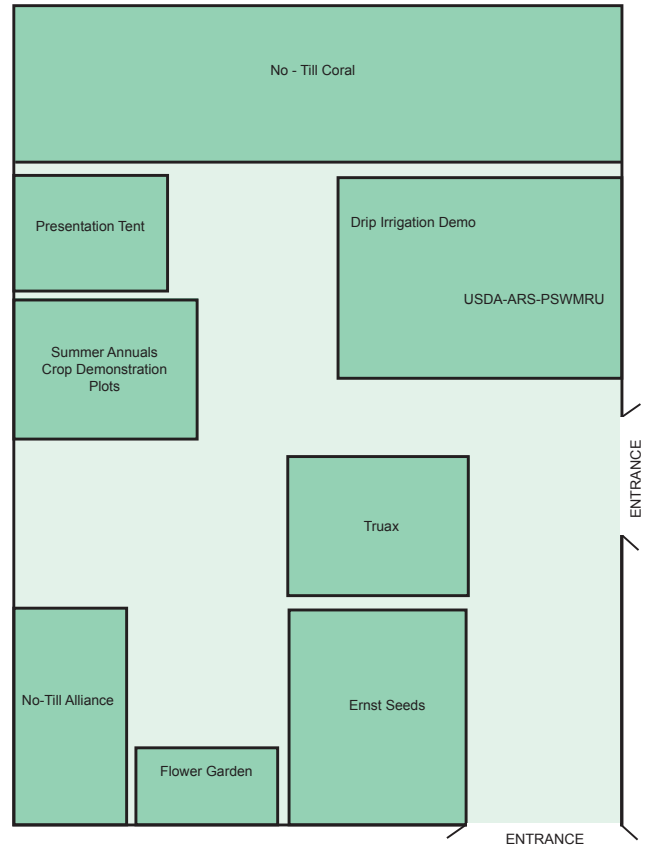 No - Till Coral
Presentation Tent
Drip Irrigation Demo
USDA-ARS-PSWMRU
Summer Annuals
Crop Demonstration
Plots
ENTRANCE
Truax
No-Till Alliance
Ernst Seeds
Flower Garden
ENTRANCE